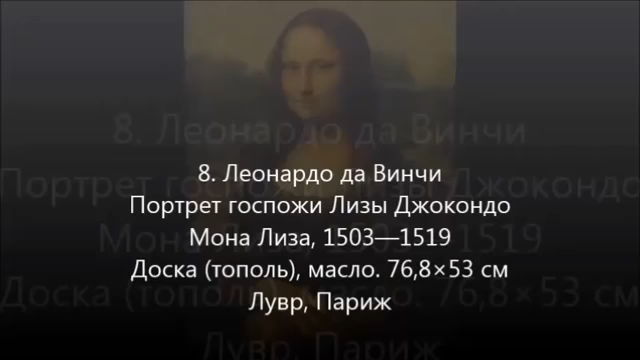 8. Леонардо да Винчи
Портрет госпожи Лизы Джокондо
Мона Лиза, 1503—1519
Доска (тополь), масло. 76,8×53 см
Лувр, Париж